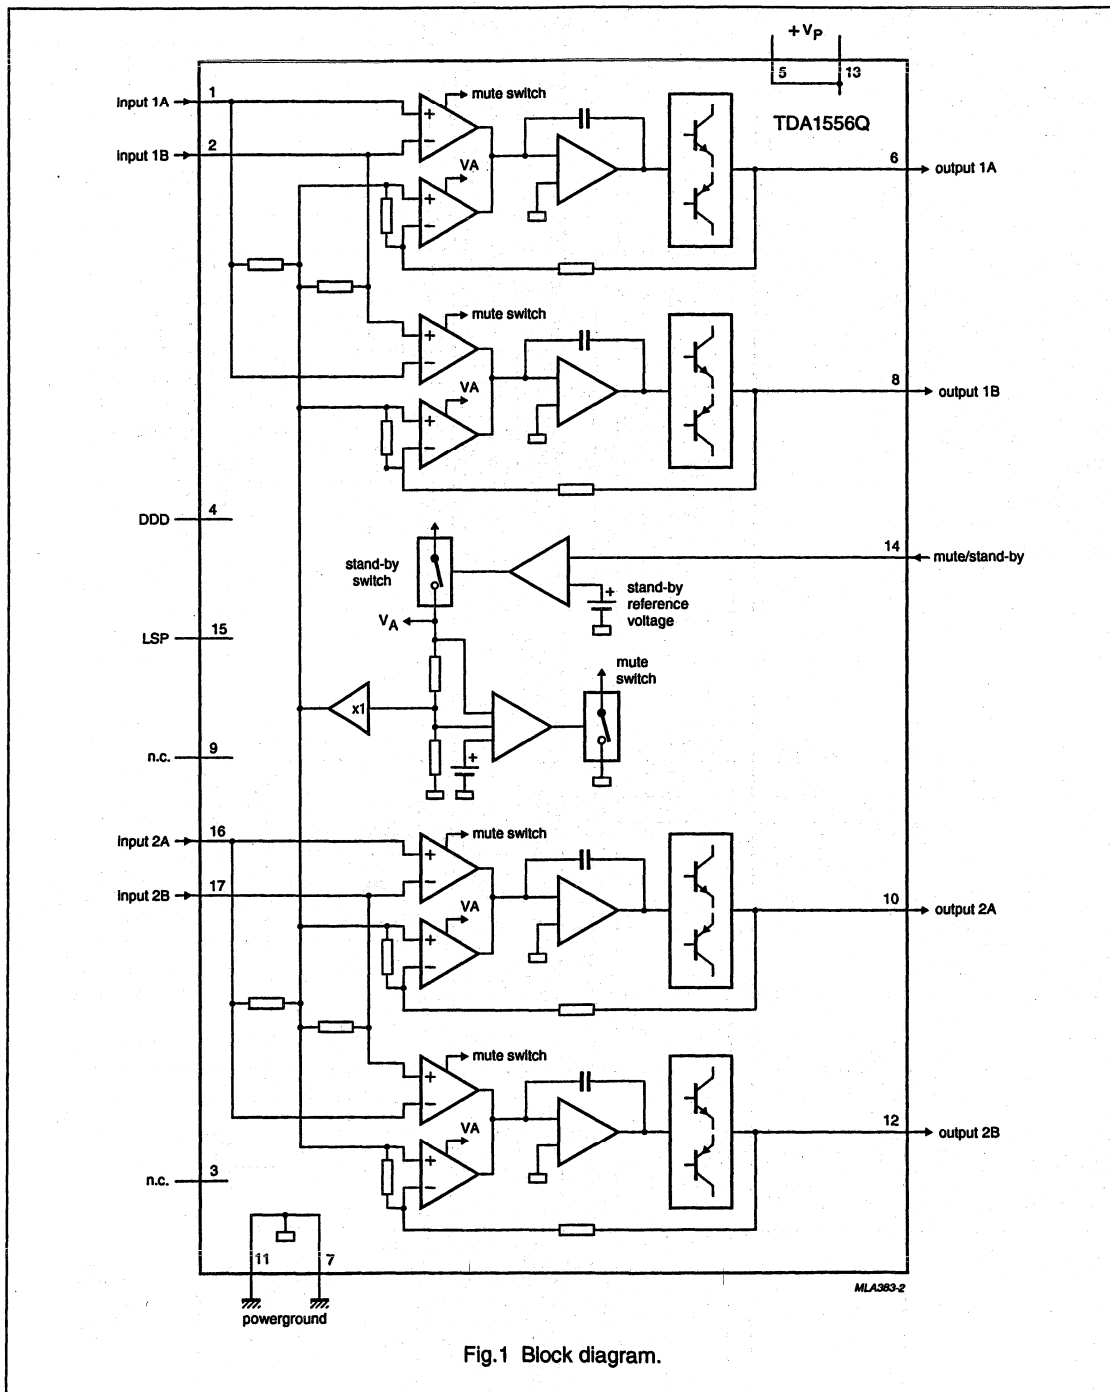 +VP
5 13
TDA1556Q
input 1A 1
mute switch
+
−
input 1B 2
VA
+
−
6 output 1A
mute switch
+
−
VA
+
−
8 output 1B
DDD 4
14 mute/stand-by
stand-by
switch
+
stand-by
reference
voltage
VA
LSP 15
mute
switch
x1
+
n.c. 9
input 2A 16
mute switch
+
−
input 2B 17
VA
+
−
10 output 2A
mute switch
+
−
VA
+
−
12 output 2B
n.c. 3
11 7
powerground
MLA383-2
Fig.1 Block diagram.